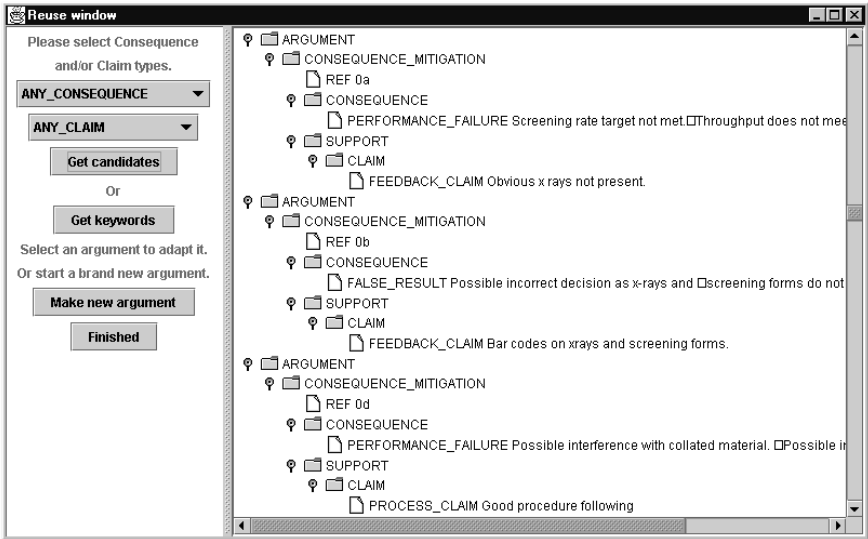 Reuse window
Please select Consequence
and/or Claim types.
ANY_CONSEQUENCE
ANY_CLAIM
Get candidates
Or
Get keywords
Select an argument to adapt it.
Or start a brand new argument.
Make new argument
Finished
ARGUMENT
CONSEQUENCE_MITIGATION
REF 0a
CONSEQUENCE
PERFORMANCE_FAILURE Screening rate target not met.□Throughput does not mee
SUPPORT
CLAIM
FEEDBACK_CLAIM Obvious x rays not present.
ARGUMENT
CONSEQUENCE_MITIGATION
REF 0b
CONSEQUENCE
FALSE_RESULT Possible incorrect decision as x-rays and □screening forms do not
SUPPORT
CLAIM
FEEDBACK_CLAIM Bar codes on xrays and screening forms.
ARGUMENT
CONSEQUENCE_MITIGATION
REF 0d
CONSEQUENCE
PERFORMANCE_FAILURE Possible interference with collated material. □Possible in
SUPPORT
CLAIM
PROCESS_CLAIM Good procedure following